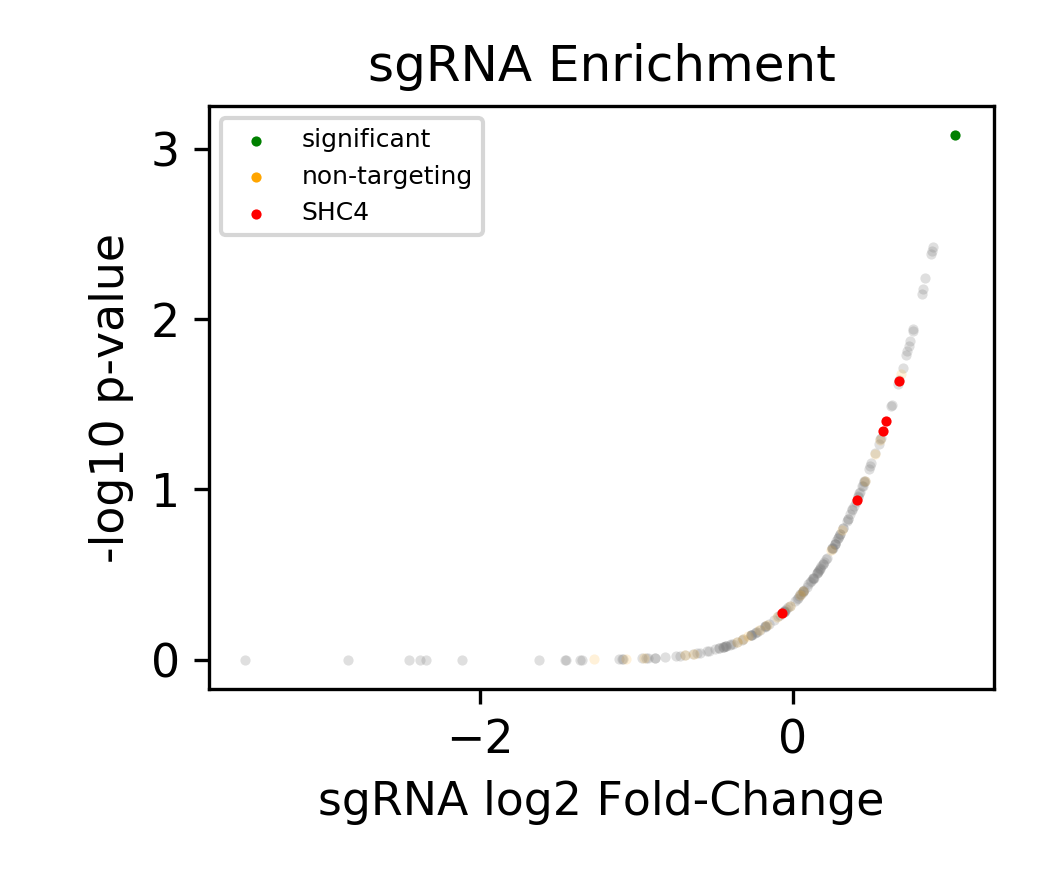 sgRNA Enrichment
significant
non-targeting
SHC4
3
2
1
0
-log10 p-value
−2
0
sgRNA log2 Fold-Change